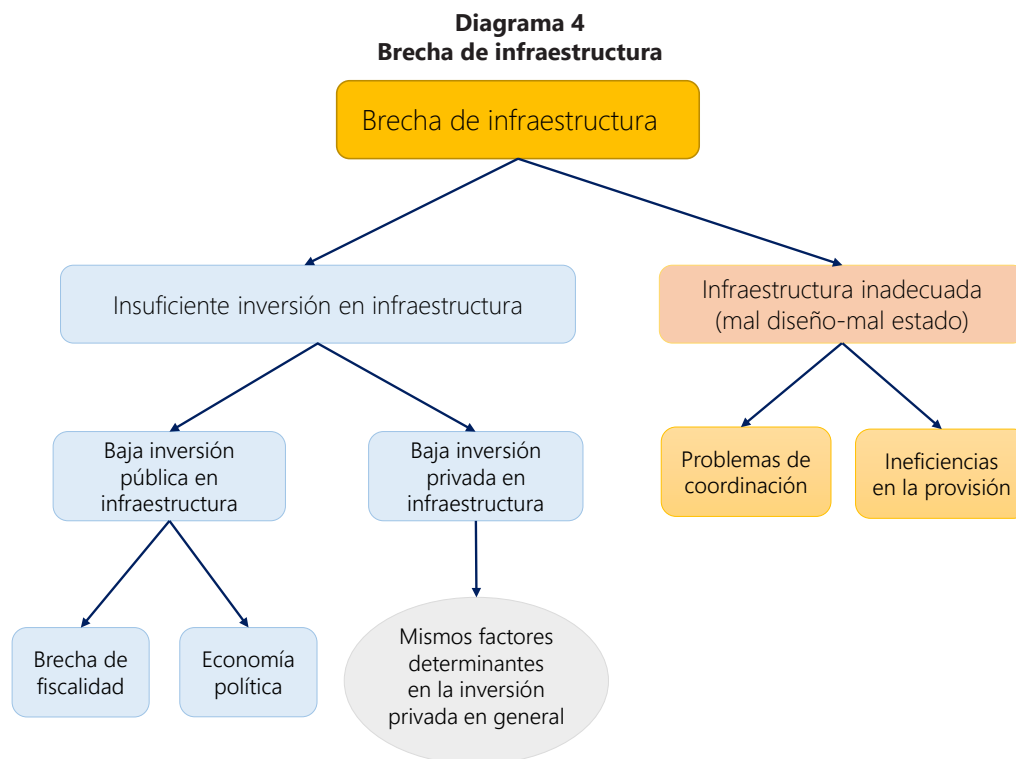 Diagrama 4
Brecha de infraestructura
Brecha de infraestructura
Insuficiente inversión en infraestructura
Infraestructura inadecuada
(mal diseño-mal estado)
Baja inversión
pública en
infraestructura
Baja inversión
privada en
infraestructura
Problemas de
coordinación
Ineficiencias
en la provisión
Brecha de
fiscalidad
Economía
política
Mismos factores
determinantes
en la inversión
privada en general